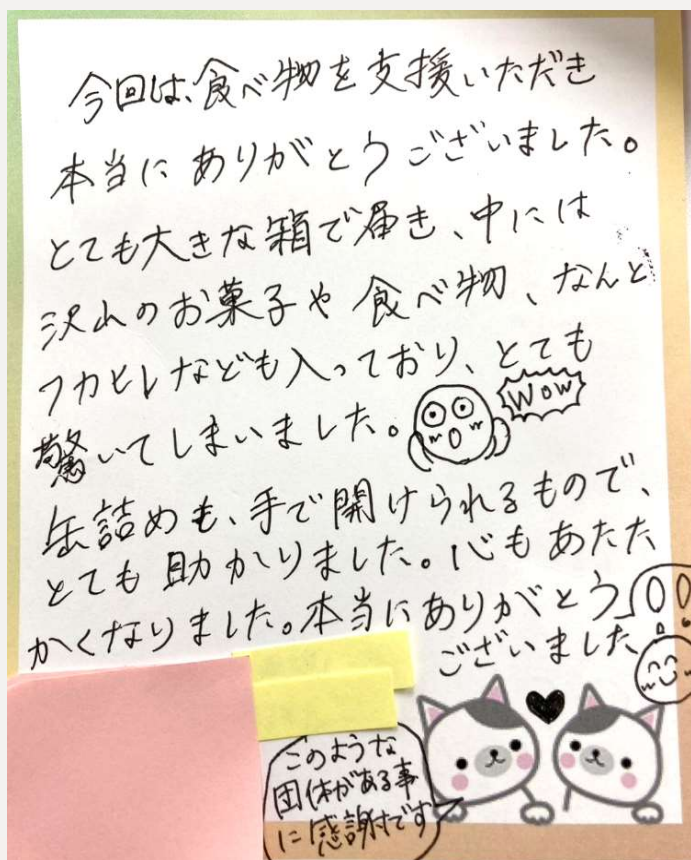 今回は、食べ物を支援いただき
本当にありがとうございました。
とても大きな箱で届き、中には
沢山のお菓子や食べ物、なんと
フカヒレなども入っており、とても
驚いてしまいました。
WOW
缶詰めも、手で開けられるもので、
とても助かりました。心もあたた
かくなりました。本当にありがとう
ございました
このような
団体がある事
に感謝です